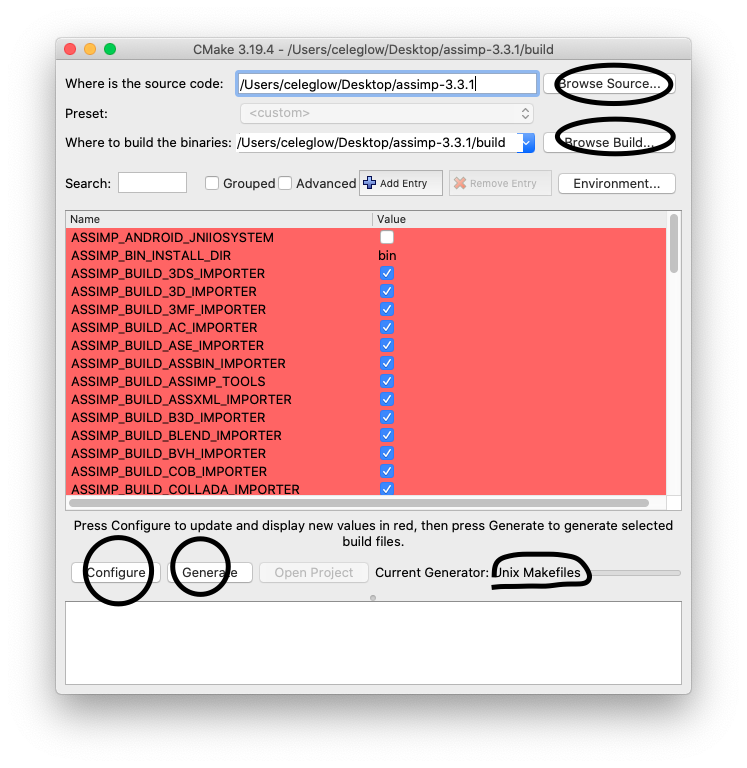 CMake 3.19.4 - /Users/celeglow/Desktop/assimp-3.3.1/build
Where is the source code: /Users/celeglow/Desktop/assimp-3.3.1 Browse Source...
Preset: <custom>
Where to build the binaries: /Users/celeglow/Desktop/assimp-3.3.1/build Browse Build...
Search: Grouped Advanced Add Entry Remove Entry Environment...
Name Value
ASSIMP_ANDROID_JNIIOSYSTEM
ASSIMP_BIN_INSTALL_DIR bin
ASSIMP_BUILD_3DS_IMPORTER
ASSIMP_BUILD_3D_IMPORTER
ASSIMP_BUILD_3MF_IMPORTER
ASSIMP_BUILD_AC_IMPORTER
ASSIMP_BUILD_ASE_IMPORTER
ASSIMP_BUILD_ASSBIN_IMPORTER
ASSIMP_BUILD_ASSIMP_TOOLS
ASSIMP_BUILD_ASSXML_IMPORTER
ASSIMP_BUILD_B3D_IMPORTER
ASSIMP_BUILD_BLEND_IMPORTER
ASSIMP_BUILD_BVH_IMPORTER
ASSIMP_BUILD_COB_IMPORTER
ASSIMP_BUILD_COLLADA_IMPORTER
Press Configure to update and display new values in red, then press Generate to generate selected
build files.
Configure Generate Open Project Current Generator: Unix Makefiles